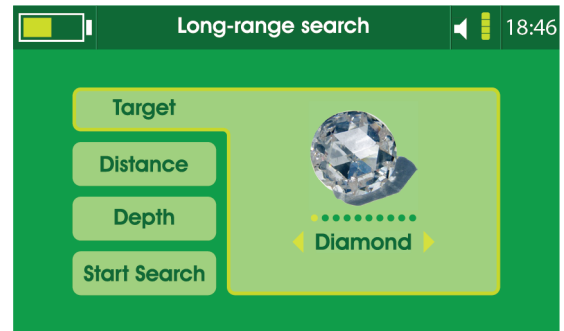 Long-range search
18:46
Target
Distance
Depth
Start Search
Diamond